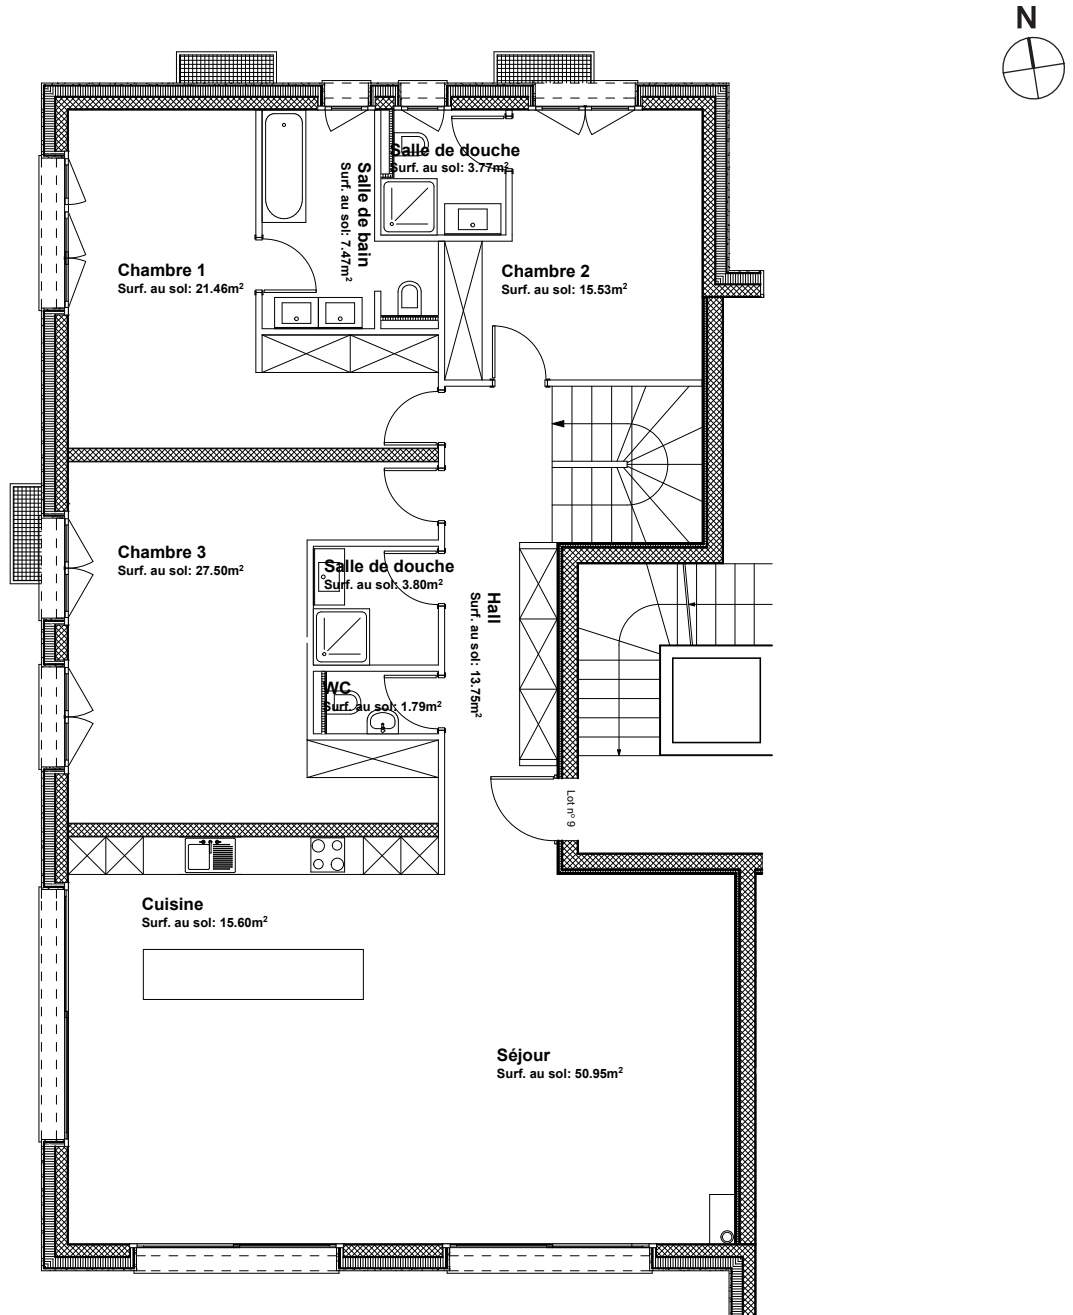 N
Salle de douche
Surf. au sol: 3.77m²
Salle de bain
Surf. au sol: 7.47m²
Chambre 1
Surf. au sol: 21.46m²
Chambre 2
Surf. au sol: 15.53m²
Chambre 3
Surf. au sol: 27.50m²
Salle de douche
Surf. au sol: 3.80m²
Hall
Surf. au sol: 13.75m²
WC
Surf. au sol: 1.79m²
Lot n° 9
Cuisine
Surf. au sol: 15.60m²
Séjour
Surf. au sol: 50.95m²